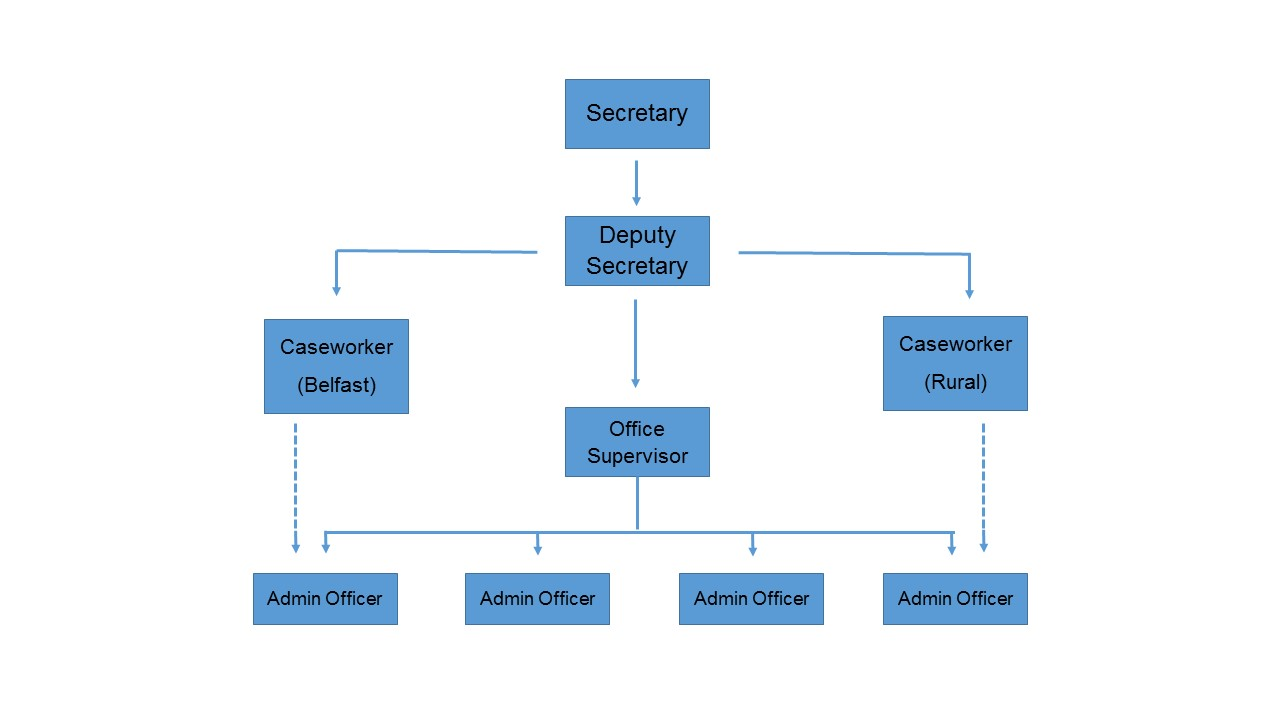 Secretary
Deputy
Secretary
Caseworker
(Belfast)
Caseworker
(Rural)
Office
Supervisor
Admin Officer
Admin Officer
Admin Officer
Admin Officer